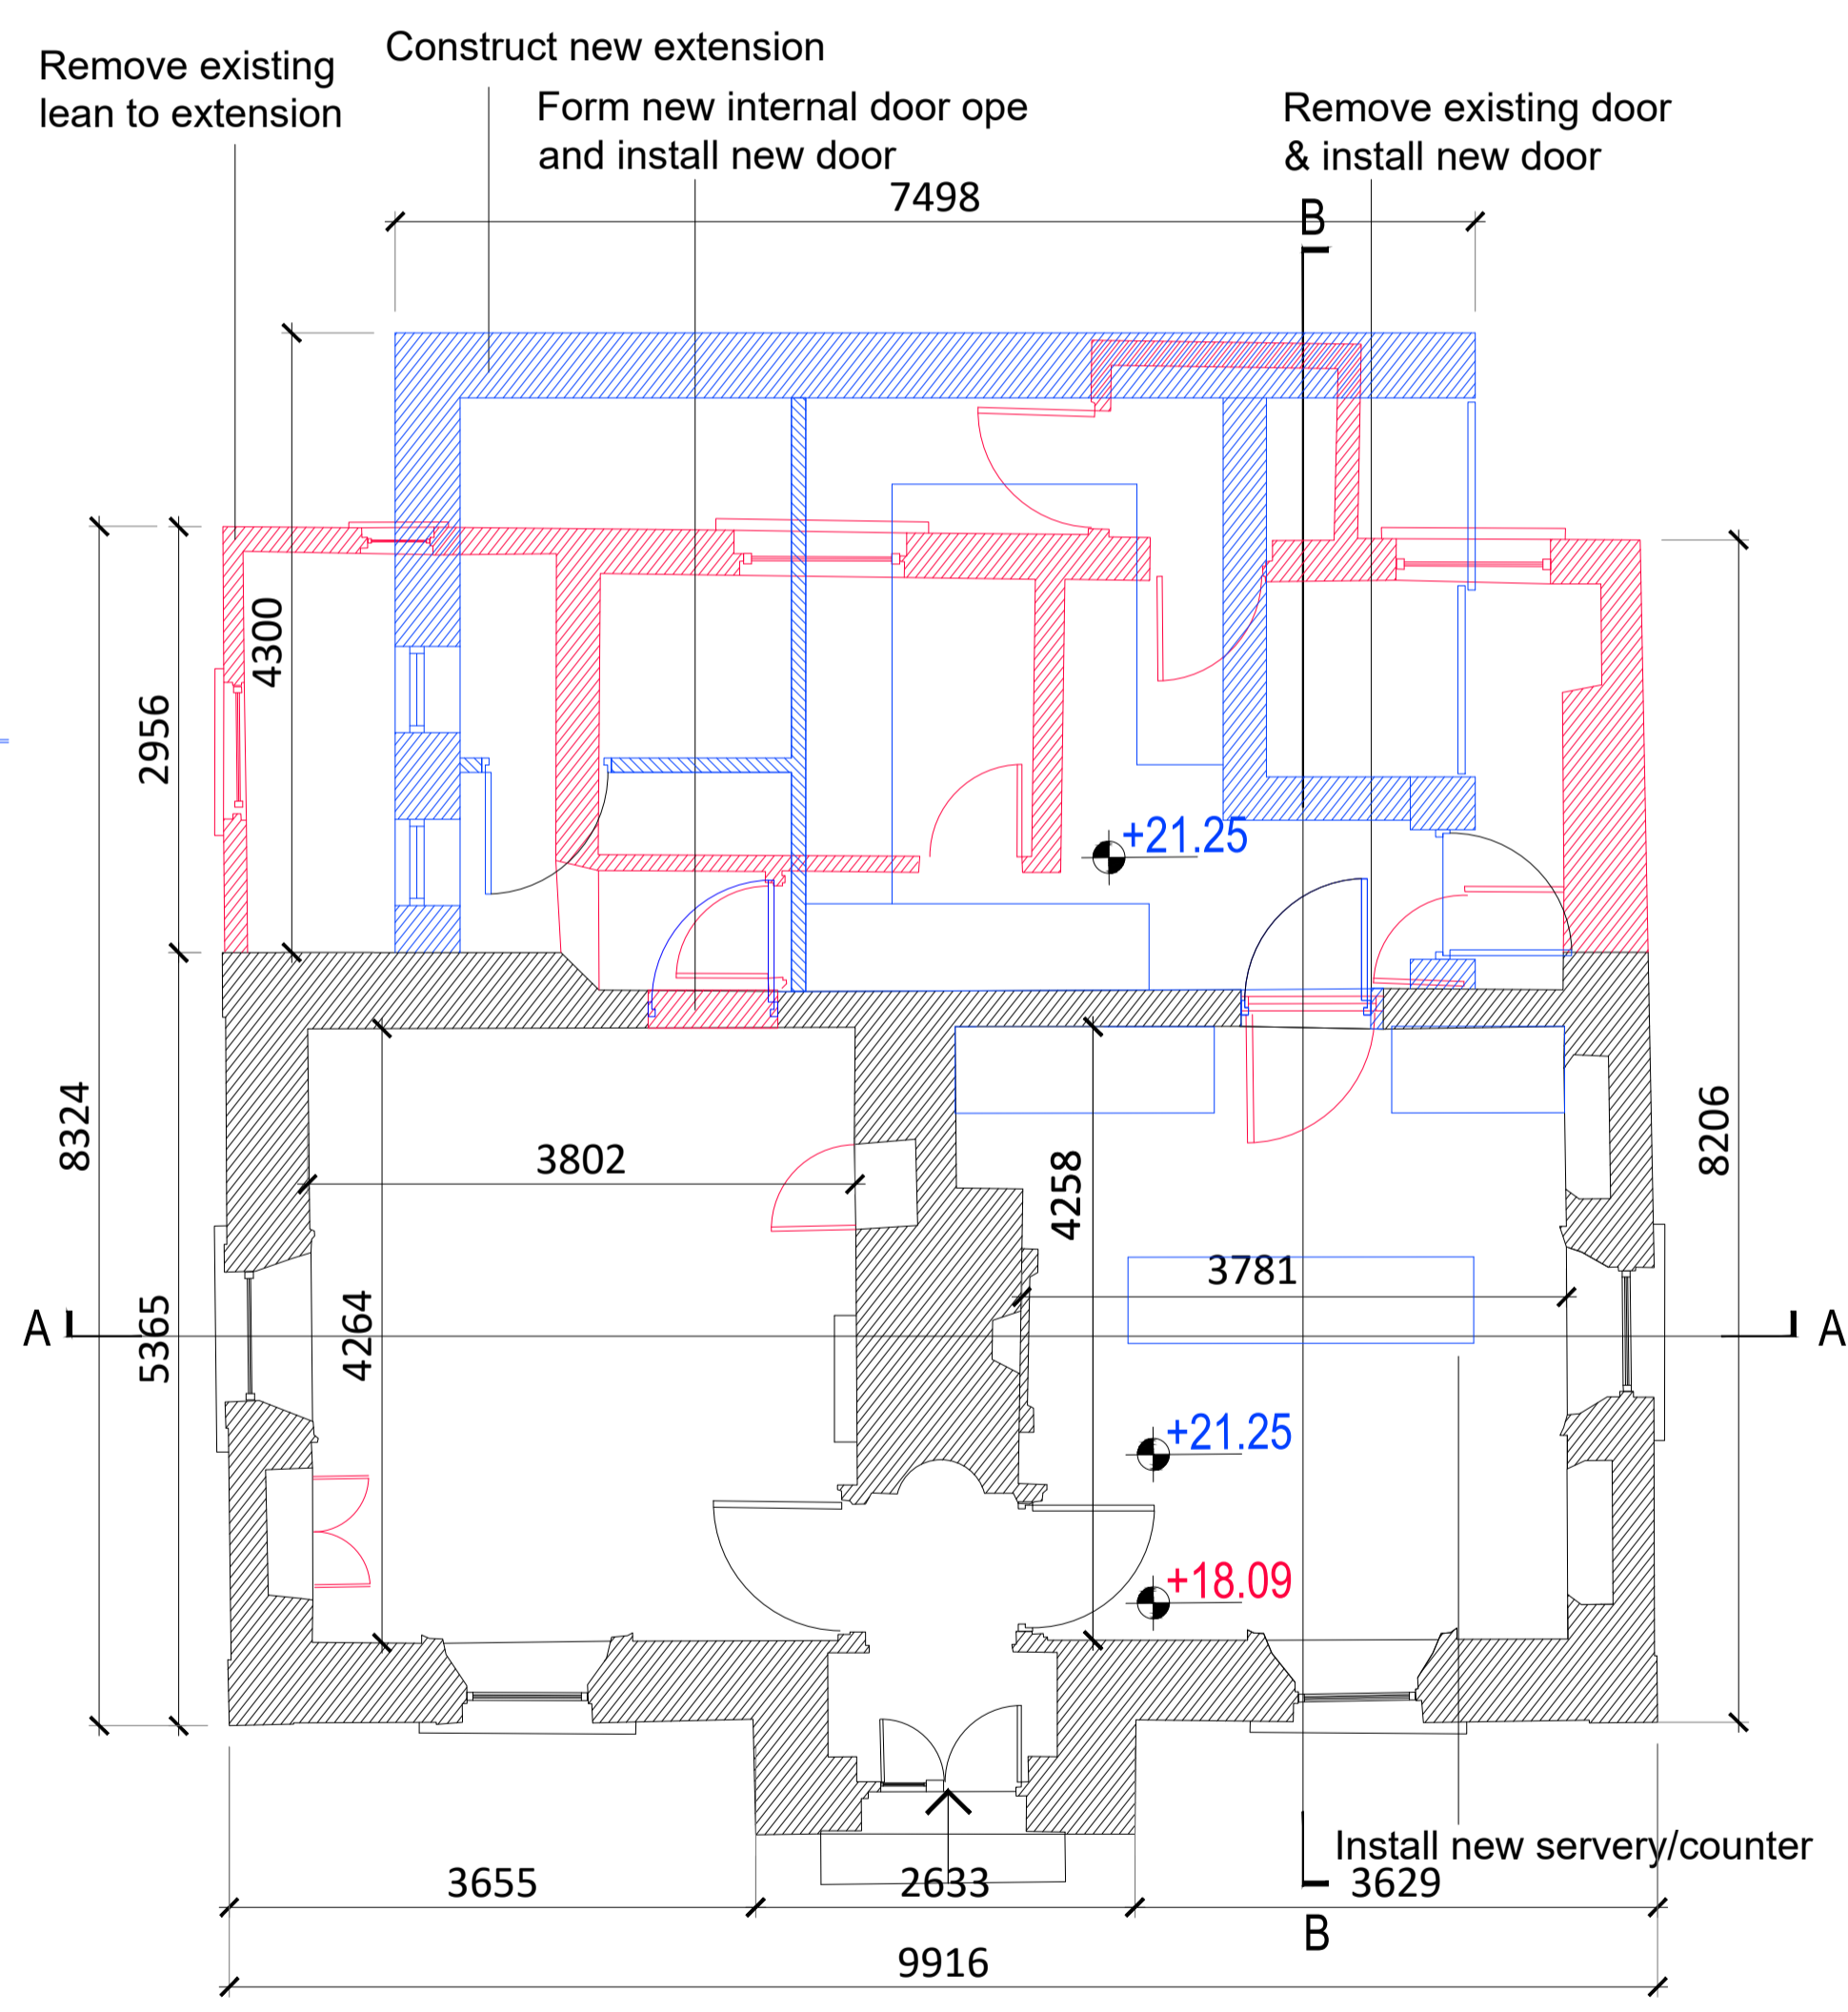 Construct new extension
Remove existing
lean to extension
Form new internal door ope
and install new door
Remove existing door
& install new door
7498
B
4300
2956
+21.25
8324
8206
3802
4258
3781
4264
5365
A
A
+21.25
+18.09
Install new servery/counter
3655
2633
3629
B
9916